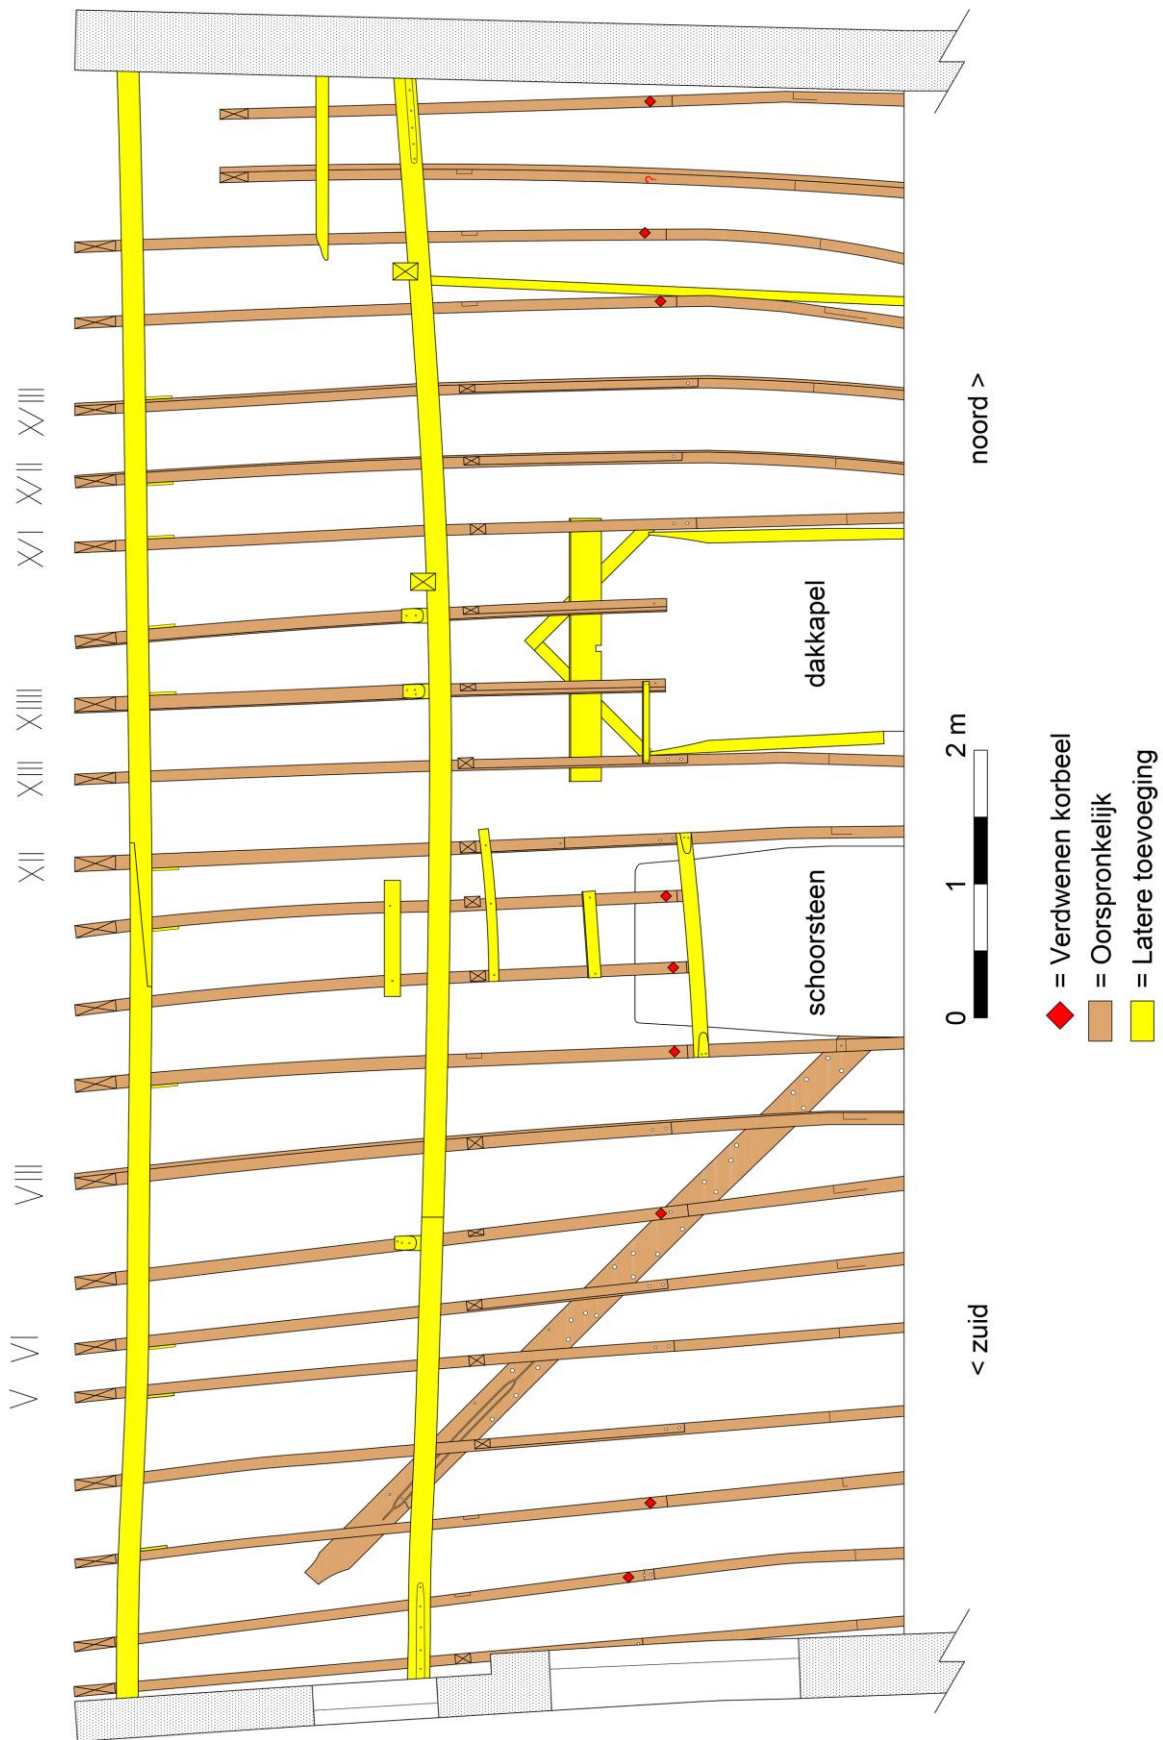 V VI VIII XII XIII XIIII XVI XVII XVIII
schoorsteen dakkapel
< zuid noord >
0 1 2 m
= Verdwenen korbeel
= Oorspronkelijk
= Latere toevoeging
?